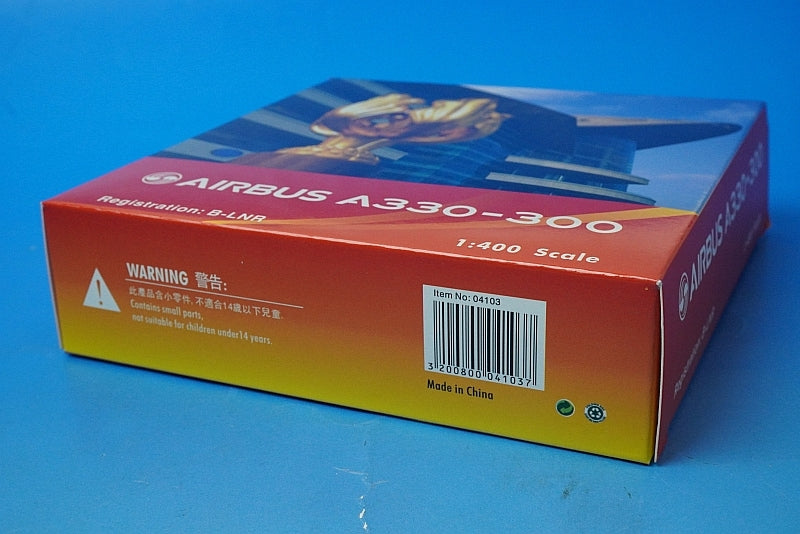 AIRBUS A330-300
Registration: B-LNR
1:400 Scale
WARNING 警告:
此產品含小零件, 不適合14歲以下兒童.
Contains small parts,
not suitable for children under14 years.
Item No: 04103
3 200800 041037
Made in China
AIRBUS A330-300